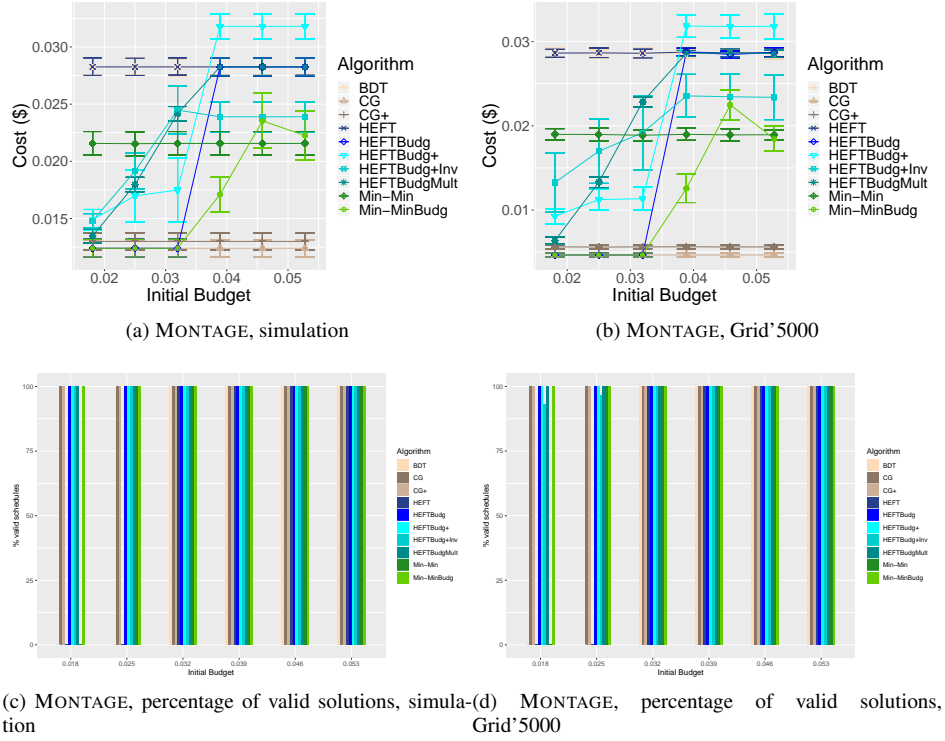 Cost ($)
0.030
0.025
0.020
0.015
0.02
0.03
0.04
0.05
Initial Budget
Algorithm
BDT
CG
CG+
HEFT
HEFTBudg
HEFTBudg+
HEFTBudg+Inv
HEFTBudgMult
Min−Min
Min−MinBudg
(a) MONTAGE, simulation
Cost ($)
0.03
0.02
0.01
0.02
0.03
0.04
0.05
Initial Budget
Algorithm
BDT
CG
CG+
HEFT
HEFTBudg
HEFTBudg+
HEFTBudg+Inv
HEFTBudgMult
Min−Min
Min−MinBudg
(b) MONTAGE, Grid'5000
% valid schedules
100
75
50
25
0
0.018
0.025
0.032
0.039
0.046
0.053
Initial Budget
Algorithm
BDT
CG
CG+
HEFT
HEFTBudg
HEFTBudg+
HEFTBudg+Inv
HEFTBudgMult
Min−Min
Min−MinBudg
(c) MONTAGE, percentage of valid solutions, simula-
tion
% valid schedules
100
75
50
25
0
0.018
0.025
0.032
0.039
0.046
0.053
Initial Budget
Algorithm
BDT
CG
CG+
HEFT
HEFTBudg
HEFTBudg+
HEFTBudg+Inv
HEFTBudgMult
Min−Min
Min−MinBudg
(d) MONTAGE, percentage of valid solutions,
Grid'5000